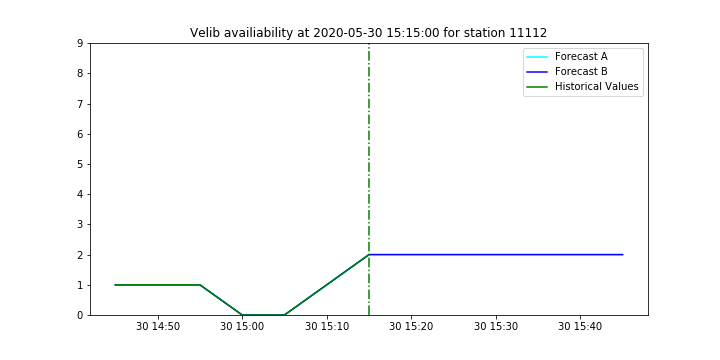 Velib availiability at 2020-05-30 15:15:00 for station 11112
9
8
7
6
5
4
3
2
1
0
Forecast A
Forecast B
Historical Values
30 14:50 30 15:00 30 15:10 30 15:20 30 15:30 30 15:40